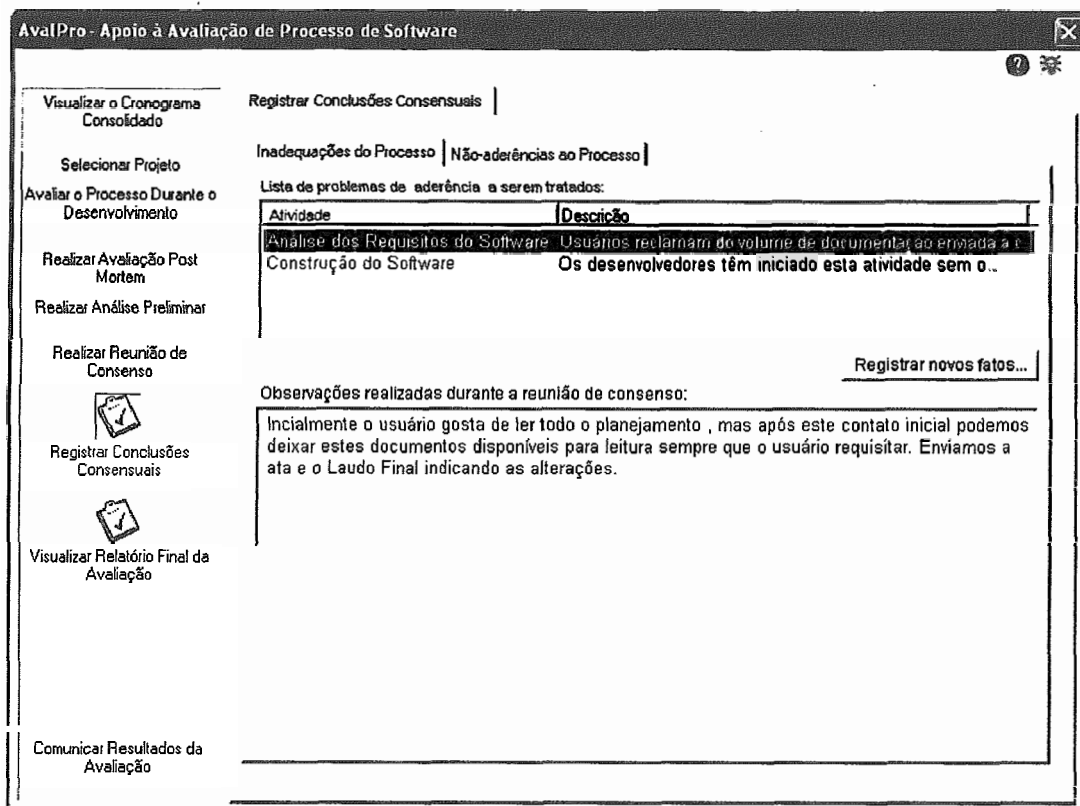 AvalPro - Apoio à Avaliação de Processo de Software
Visualizar o Cronograma
Consolidado
Selecionar Projeto
Avaliar o Processo Durante o
Desenvolvimento
Realizar Avaliação Post
Mortem
Realizar Análise Preliminar
Realizar Reunião de
Consenso
Registrar Conclusões
Consensuais
Visualizar Relatório Final da
Avaliação
Comunicar Resultados da
Avaliação
Registrar Conclusões Consensuais
Inadequações do Processo Não-aderências ao Processo
Lista de problemas de aderência a serem tratados:
Atividade Descrição
Análise dos Requisitos do Software Usuários reclamam do volume de documentação enviada a
Construção do Software Os desenvolvedores têm iniciado esta atividade sem o...
Registrar novos fatos...
Observações realizadas durante a reunião de consenso:
Incialmente o usuário gosta de ler todo o planejamento , mas após este contato inicial podemos
deixar estes documentos disponíveis para leitura sempre que o usuário requisitar. Enviamos a
ata e o Laudo Final indicando as alterações.